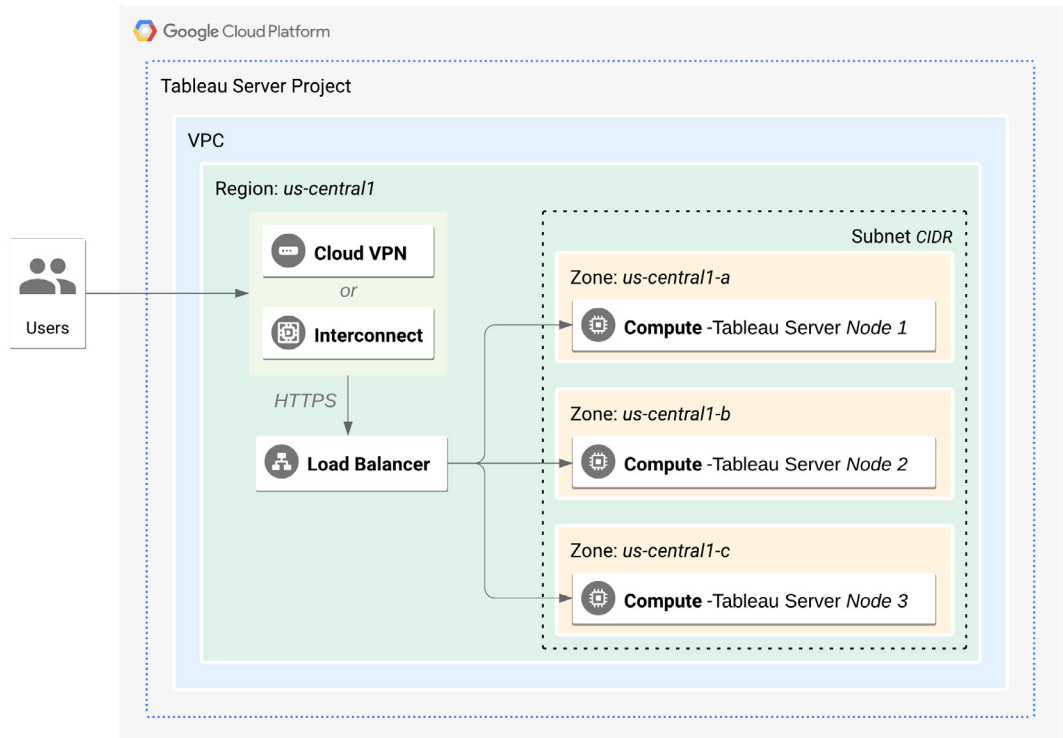 Google Cloud Platform
Tableau Server Project
VPC
Region: us-central1
Users
Cloud VPN
or
Interconnect
HTTPS
Load Balancer
Subnet CIDR
Zone: us-central1-a
Compute -Tableau Server Node 1
Zone: us-central1-b
Compute -Tableau Server Node 2
Zone: us-central1-c
Compute -Tableau Server Node 3